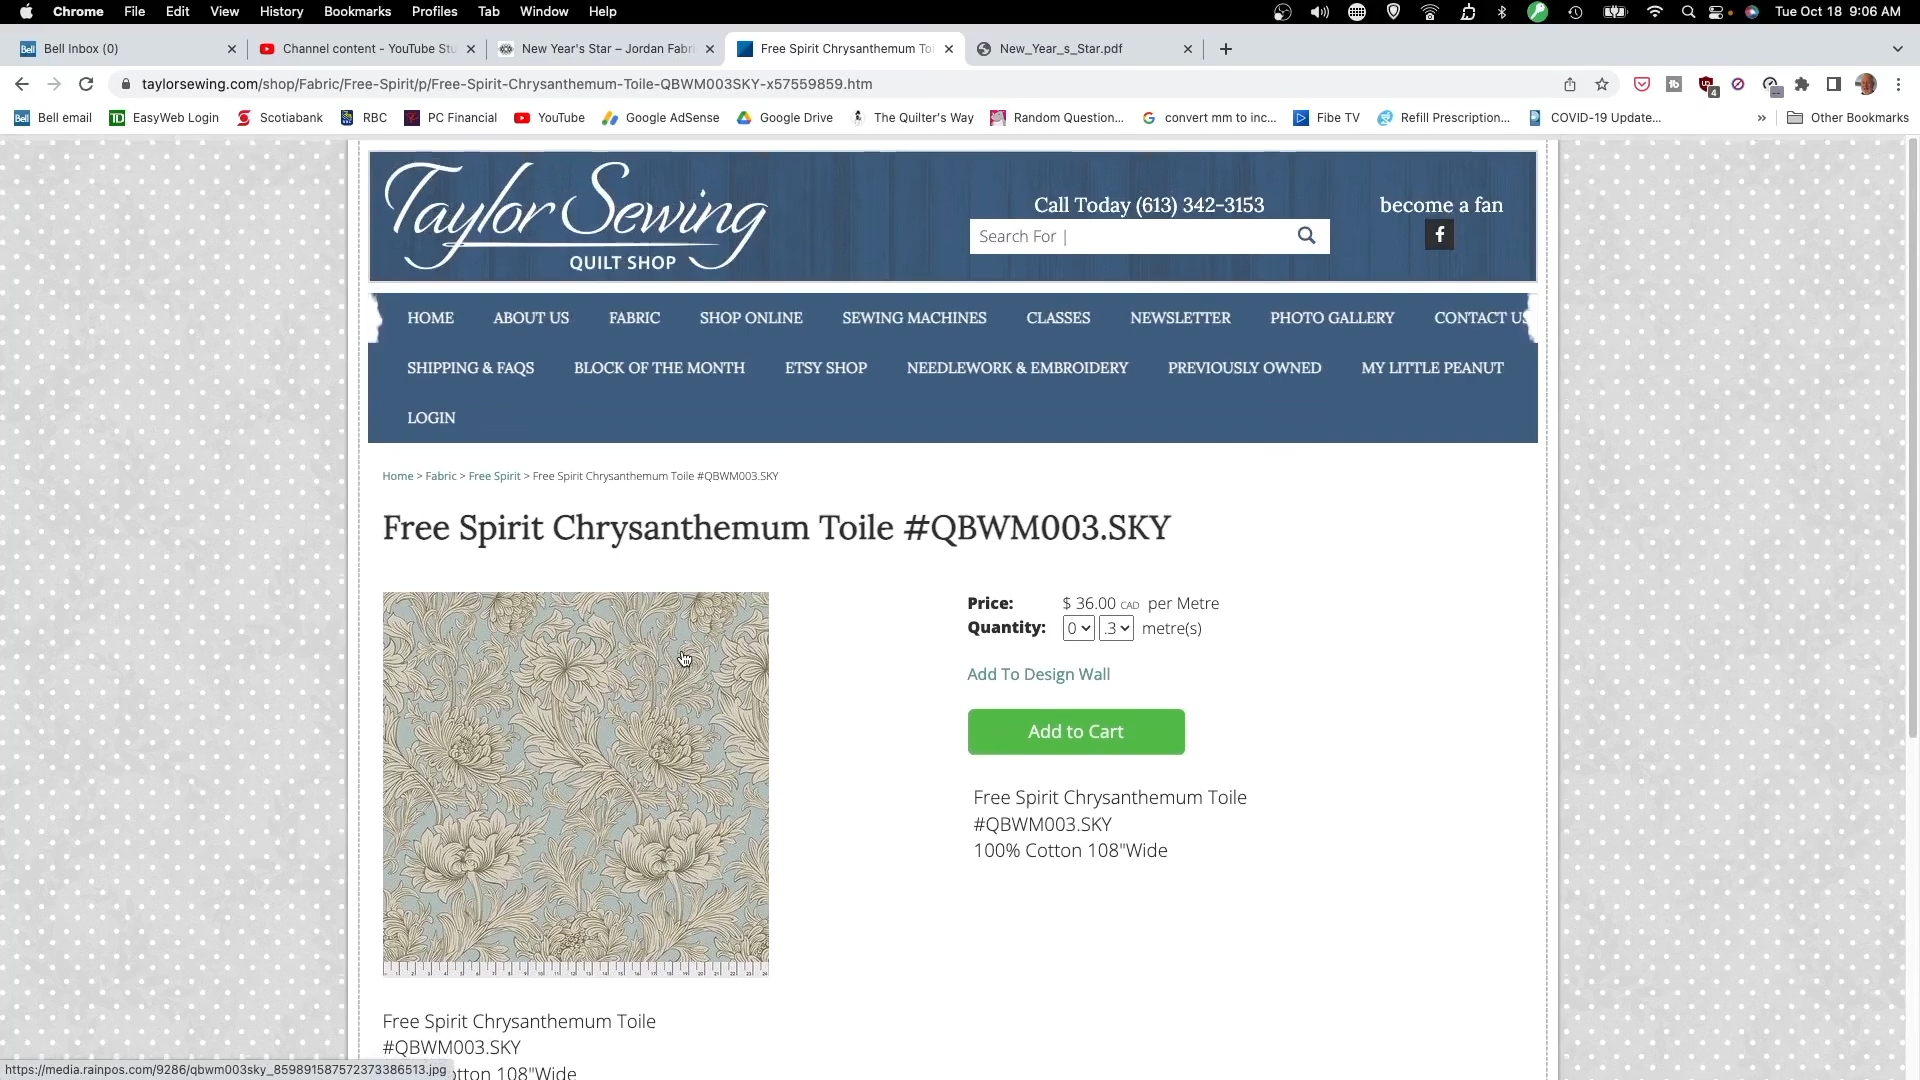 Chrome File Edit View History Bookmarks Profiles Tab Window Help Tue Oct 18 9:06 AM
Bell Inbox (0) Channel content - YouTube Stu New Year's Star – Jordan Fabri Free Spirit Chrysanthemum Toi New_Year_s_Star.pdf
taylorsewing.com/shop/Fabric/Free-Spirit/p/Free-Spirit-Chrysanthemum-Toile-QBWM003SKY-x57559859.htm
Bell email EasyWeb Login Scotiabank RBC PC Financial YouTube Google AdSense Google Drive The Quilter's Way Random Question... convert mm to inc... Fibe TV Refill Prescription... COVID-19 Update... » Other Bookmarks
Taylor Sewing
QUILT SHOP
Call Today (613) 342-3153
become a fan
Search For |
HOME ABOUT US FABRIC SHOP ONLINE SEWING MACHINES CLASSES NEWSLETTER PHOTO GALLERY CONTACT US
SHIPPING & FAQS BLOCK OF THE MONTH ETSY SHOP NEEDLEWORK & EMBROIDERY PREVIOUSLY OWNED MY LITTLE PEANUT
LOGIN
Home > Fabric > Free Spirit > Free Spirit Chrysanthemum Toile #QBWM003.SKY
Free Spirit Chrysanthemum Toile #QBWM003.SKY
Price: $ 36.00 CAD per Metre
Quantity: 0 .3 metre(s)
Add To Design Wall
Add to Cart
Free Spirit Chrysanthemum Toile
#QBWM003.SKY
100% Cotton 108"Wide
Free Spirit Chrysanthemum Toile
#QBWM003.SKY
otton 108"Wide
https://media.rainpos.com/9286/qbwm003sky_859891587572373386513.jpg